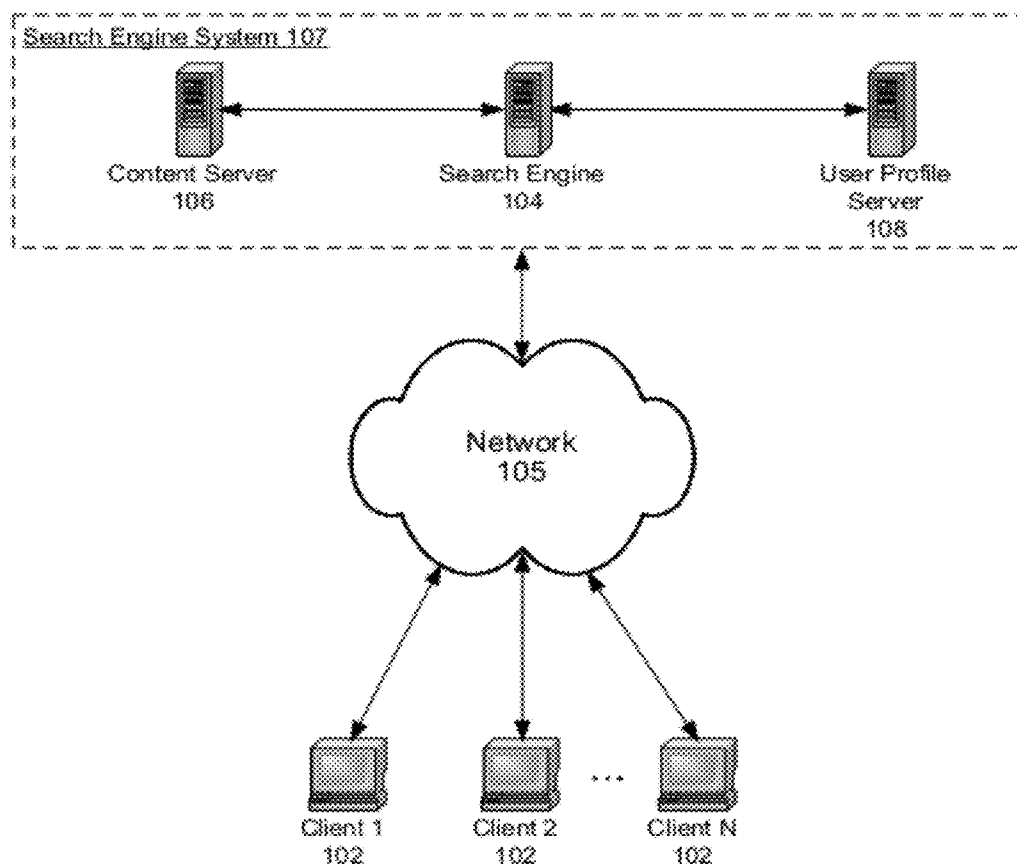 Search Engine System 107
Content Server
106
Search Engine
104
User Profile
Server
108
Network
105
Client 1
102
Client 2
102
...
Client N
102